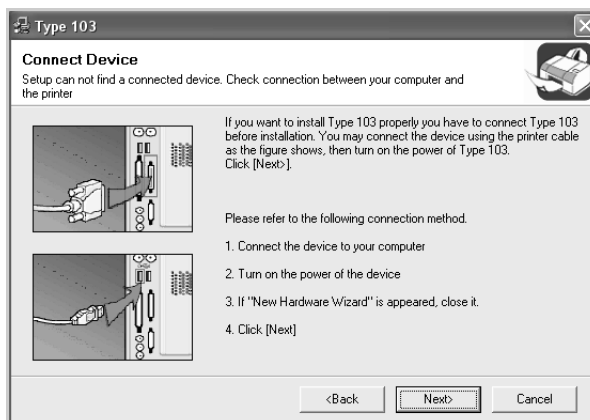 Type 103
Connect Device
Setup can not find a connected device. Check connection between your computer and
the printer
If you want to install Type 103 properly you have to connect Type 103
before installation. You may connect the device using the printer cable
as the figure shows, then turn on the power of Type 103.
Click [Next>].
Please refer to the following connection method.
1. Connect the device to your computer
2. Turn on the power of the device
3. If "New Hardware Wizard" is appeared, close it.
4. Click [Next]
<Back
Next>
Cancel